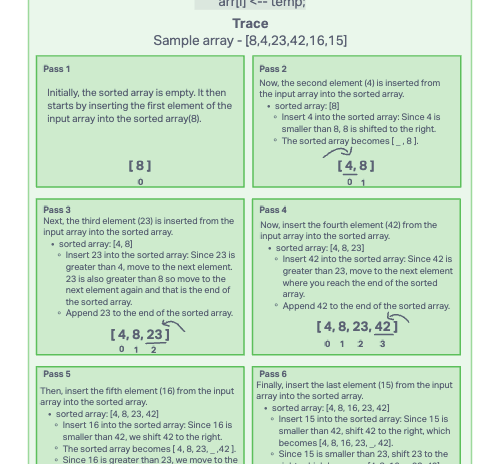 arr[i] <-- temp;
Trace
Sample array - [8,4,23,42,16,15]
Pass 1
Initially, the sorted array is empty. It then
starts by inserting the first element of the
input array into the sorted array(8).
[ 8 ]
0
Pass 2
Now, the second element (4) is inserted from
the input array into the sorted array.
• sorted array: [8]
◦ Insert 4 into the sorted array: Since 4 is
smaller than 8, 8 is shifted to the right.
◦ The sorted array becomes [ _ , 8 ].
[ 4, 8 ]
0 1
Pass 3
Next, the third element (23) is inserted from the
input array into the sorted array.
• sorted array: [4, 8]
◦ Insert 23 into the sorted array: Since 23 is
greater than 4, move to the next element.
23 is also greater than 8 so move to the
next element again and that is the end of
the sorted array.
◦ Append 23 to the end of the sorted array.
[ 4, 8, 23 ]
0 1 2
Pass 4
Now, insert the fourth element (42) from the
input array into the sorted array.
• sorted array: [4, 8, 23]
◦ Insert 42 into the sorted array: Since 42 is
greater than 23, move to the next element
where you reach the end of the sorted
array.
◦ Append 42 to the end of the sorted array.
[ 4, 8, 23, 42 ]
0 1 2 3
Pass 5
Then, insert the fifth element (16) from the input
array into the sorted array.
• sorted array: [4, 8, 23, 42]
◦ Insert 16 into the sorted array: Since 16 is
smaller than 42, we shift 42 to the right.
◦ The sorted array becomes [ 4, 8, 23, _ ,42 ].
◦ Since 16 is greater than 23, we move to the
Pass 6
Finally, insert the last element (15) from the input
array into the sorted array.
• sorted array: [4, 8, 16, 23, 42]
◦ Insert 15 into the sorted array: Since 15 is
smaller than 42, shift 42 to the right, which
becomes [4, 8, 16, 23, _, 42].
◦ Since 15 is smaller than 23, shift 23 to the